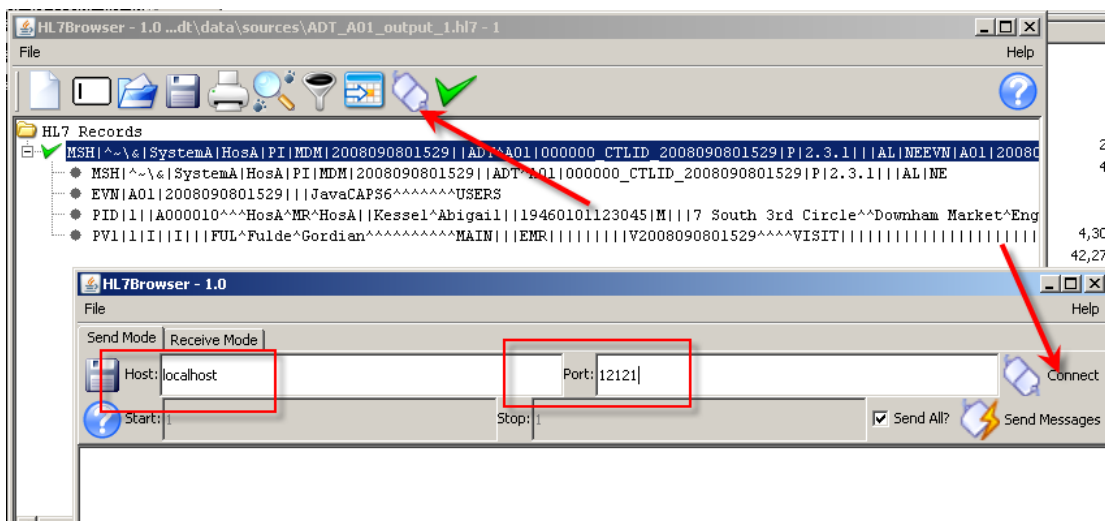 HL7Browser - 1.0 ...dt\data\sources\ADT_A01_output_1.hl7 - 1
File Help
HL7 Records
MSH|^~\&|SystemA|HosA|PI|MDM|2008090801529||ADT^A01|000000_CTLID_2008090801529|P|2.3.1|||AL|NEEVN|A01|20080
MSH|^~\&|SystemA|HosA|PI|MDM|2008090801529||ADT^A01|000000_CTLID_2008090801529|P|2.3.1|||AL|NE
EVN|A01|2008090801529|||JavaCAPS6^^^^^^^USERS
PID|1||A000010^^^HosA^MR^HosA||Kessel^Abigail||19460101123045|M|||7 South 3rd Circle^^Downham Market^Eng
PV1|1|I||I|||FUL^Fulde^Gordian^^^^^^^^^^MAIN|||EMR|||||||||V2008090801529^^^^VISIT||||||||||||||||||||||
2
4
4,30
42,27
HL7Browser - 1.0
File Help
Send Mode Receive Mode
Host: localhost Port: 12121 Connect
Start: 1 Stop: 1 Send All? Send Messages